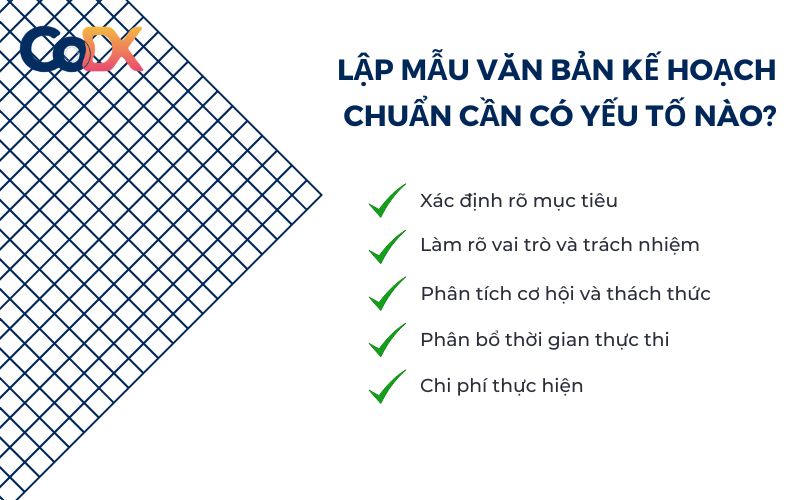 CoDX
LẬP MẪU VĂN BẢN KẾ HOẠCH
CHUẨN CẦN CÓ YẾU TỐ NÀO?
Xác định rõ mục tiêu
Làm rõ vai trò và trách nhiệm
Phân tích cơ hội và thách thức
Phân bổ thời gian thực thi
Chi phí thực hiện